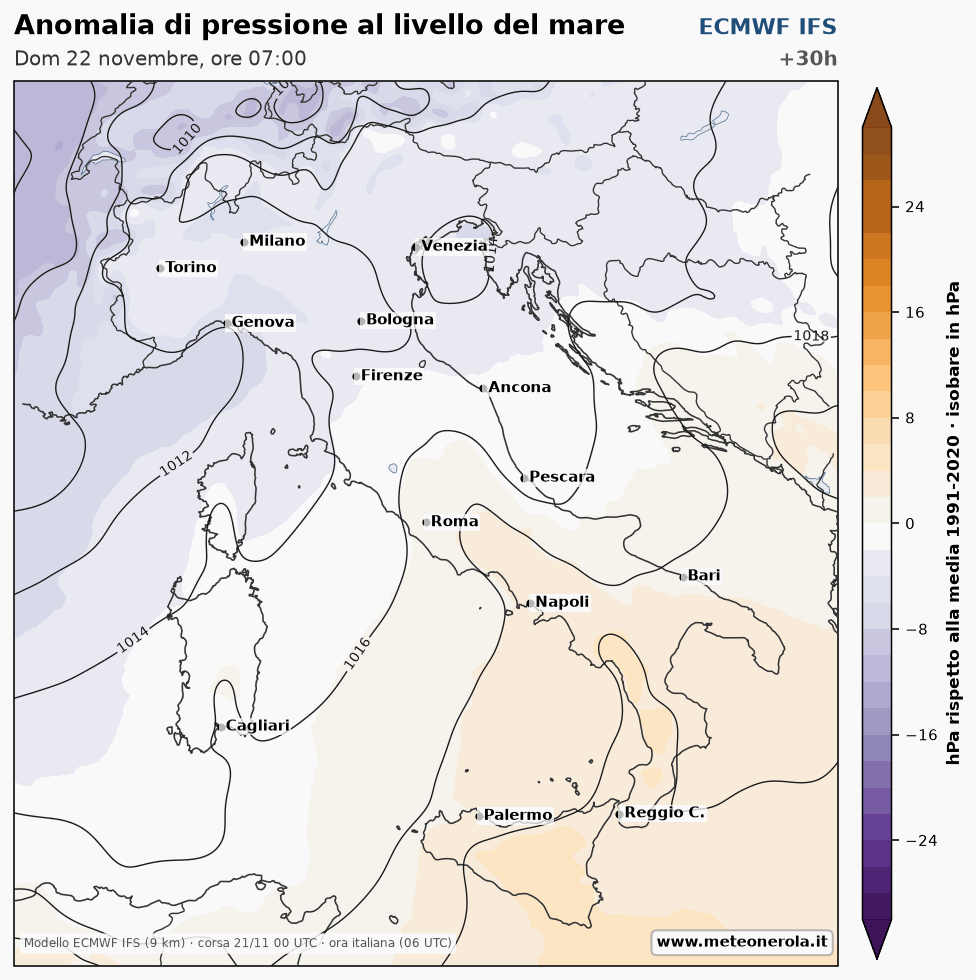 Anomalia di pressione al livello del mare
ECMWF IFS
Dom 22 novembre, ore 07:00
+30h
1010
Milano
Venezia
Torino
Genova
Bologna
1018
Firenze
Ancona
1012
Pescara
Roma
Bari
Napoli
1014
1016
Cagliari
Palermo
Reggio C.
24
16
8
0
−8
−16
−24
hPa rispetto alla media 1991-2020 · isobare in hPa
Modello ECMWF IFS (9 km) · corsa 21/11 00 UTC · ora italiana (06 UTC)
www.meteonerola.it